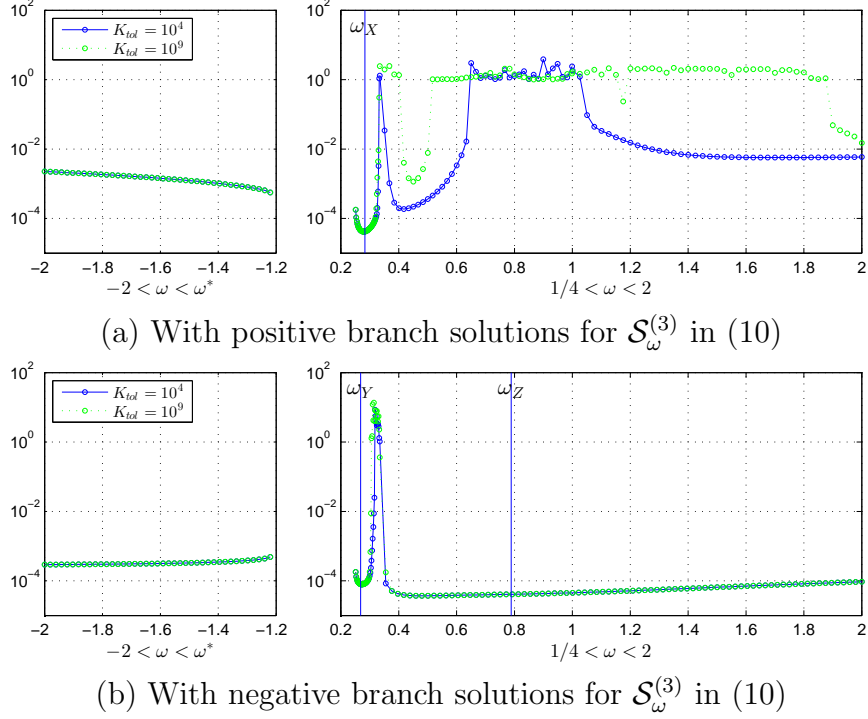 10^2
10^0
10^-2
10^-4
K_tol = 10^4
K_tol = 10^9
−2 −1.8 −1.6 −1.4 −1.2
−2 < ω < ω*
ω_X
10^2
10^0
10^-2
10^-4
0.2 0.4 0.6 0.8 1 1.2 1.4 1.6 1.8 2
1/4 < ω < 2
(a) With positive branch solutions for S_ω^(3) in (10)
10^2
10^0
10^-2
10^-4
K_tol = 10^4
K_tol = 10^9
−2 −1.8 −1.6 −1.4 −1.2
−2 < ω < ω*
ω_Y ω_Z
10^2
10^0
10^-2
10^-4
0.2 0.4 0.6 0.8 1 1.2 1.4 1.6 1.8 2
1/4 < ω < 2
(b) With negative branch solutions for S_ω^(3) in (10)